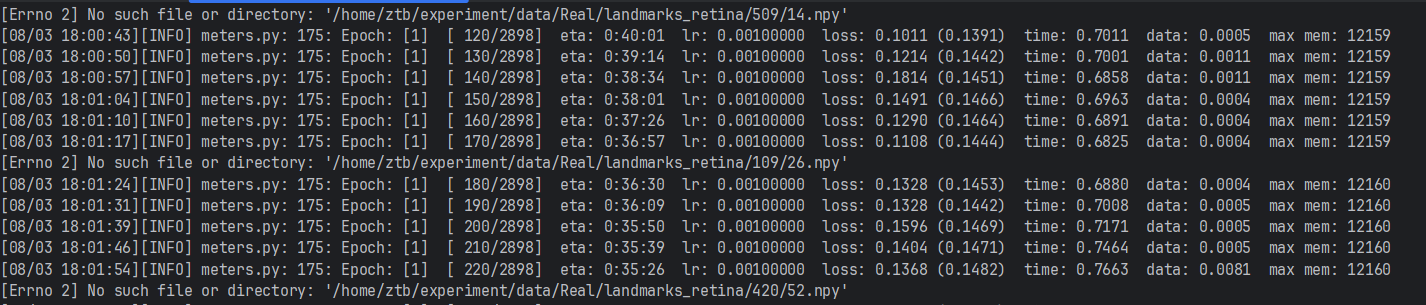 [Errno 2] No such file or directory: '/home/ztb/experiment/data/Real/landmarks_retina/509/14.npy'
[08/03 18:00:43][INFO] meters.py: 175: Epoch: [1]  [ 120/2898]  eta: 0:40:01  lr: 0.00100000  loss: 0.1011 (0.1391)  time: 0.7011  data: 0.0005  max mem: 12159
[08/03 18:00:50][INFO] meters.py: 175: Epoch: [1]  [ 130/2898]  eta: 0:39:14  lr: 0.00100000  loss: 0.1214 (0.1442)  time: 0.7001  data: 0.0011  max mem: 12159
[08/03 18:00:57][INFO] meters.py: 175: Epoch: [1]  [ 140/2898]  eta: 0:38:34  lr: 0.00100000  loss: 0.1814 (0.1451)  time: 0.6858  data: 0.0011  max mem: 12159
[08/03 18:01:04][INFO] meters.py: 175: Epoch: [1]  [ 150/2898]  eta: 0:38:01  lr: 0.00100000  loss: 0.1491 (0.1466)  time: 0.6963  data: 0.0004  max mem: 12159
[08/03 18:01:10][INFO] meters.py: 175: Epoch: [1]  [ 160/2898]  eta: 0:37:26  lr: 0.00100000  loss: 0.1290 (0.1464)  time: 0.6891  data: 0.0004  max mem: 12159
[08/03 18:01:17][INFO] meters.py: 175: Epoch: [1]  [ 170/2898]  eta: 0:36:57  lr: 0.00100000  loss: 0.1108 (0.1444)  time: 0.6825  data: 0.0004  max mem: 12159
[Errno 2] No such file or directory: '/home/ztb/experiment/data/Real/landmarks_retina/109/26.npy'
[08/03 18:01:24][INFO] meters.py: 175: Epoch: [1]  [ 180/2898]  eta: 0:36:30  lr: 0.00100000  loss: 0.1328 (0.1453)  time: 0.6880  data: 0.0004  max mem: 12160
[08/03 18:01:31][INFO] meters.py: 175: Epoch: [1]  [ 190/2898]  eta: 0:36:09  lr: 0.00100000  loss: 0.1328 (0.1442)  time: 0.7008  data: 0.0005  max mem: 12160
[08/03 18:01:39][INFO] meters.py: 175: Epoch: [1]  [ 200/2898]  eta: 0:35:50  lr: 0.00100000  loss: 0.1596 (0.1469)  time: 0.7171  data: 0.0005  max mem: 12160
[08/03 18:01:46][INFO] meters.py: 175: Epoch: [1]  [ 210/2898]  eta: 0:35:39  lr: 0.00100000  loss: 0.1404 (0.1471)  time: 0.7464  data: 0.0005  max mem: 12160
[08/03 18:01:54][INFO] meters.py: 175: Epoch: [1]  [ 220/2898]  eta: 0:35:26  lr: 0.00100000  loss: 0.1368 (0.1482)  time: 0.7663  data: 0.0081  max mem: 12160
[Errno 2] No such file or directory: '/home/ztb/experiment/data/Real/landmarks_retina/420/52.npy'